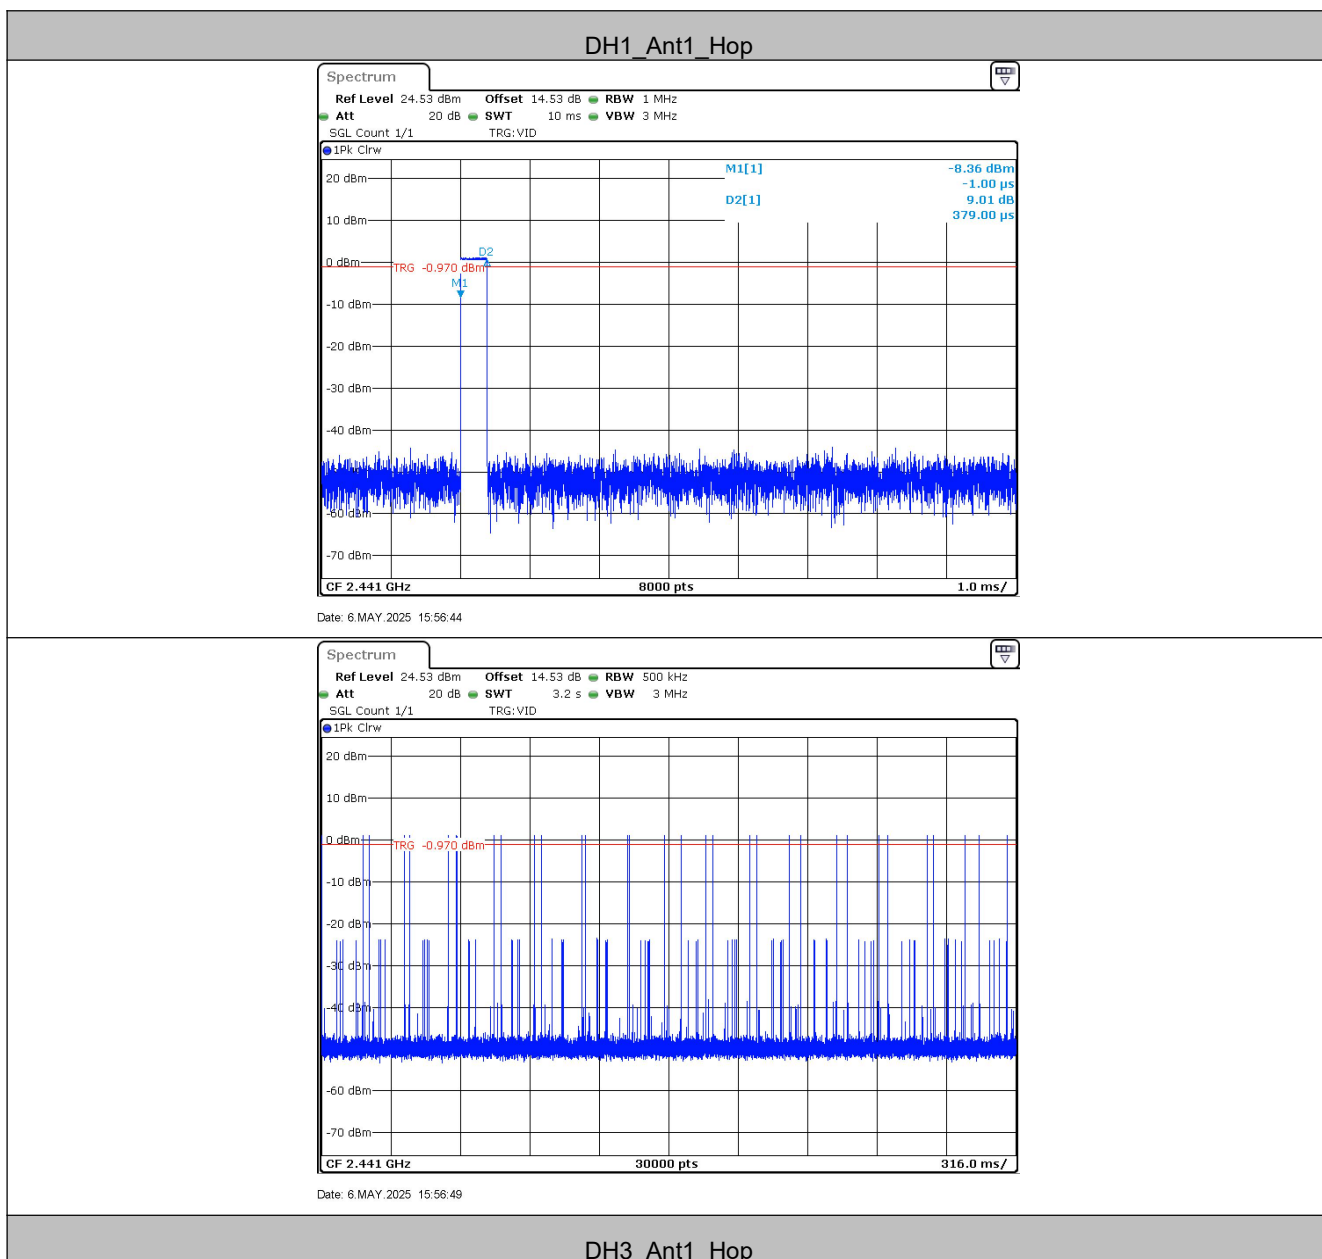 DH1_Ant1_Hop
Spectrum
Ref Level 24.53 dBm Offset 14.53 dB RBW 1 MHz
Att 20 dB SWT 10 ms VBW 3 MHz
SGL Count 1/1 TRG:VID
1Pk Clrw
M1[1] -8.36 dBm
-1.00 µs
D2[1] 9.01 dB
379.00 µs
20 dBm
10 dBm
D2
0 dBm
TRG -0.970 dBm
M1
-10 dBm
-20 dBm
-30 dBm
-40 dBm
-60 dBm
-70 dBm
CF 2.441 GHz 8000 pts 1.0 ms/
Date: 6.MAY.2025 15:56:44
Spectrum
Ref Level 24.53 dBm Offset 14.53 dB RBW 500 kHz
Att 20 dB SWT 3.2 s VBW 3 MHz
SGL Count 1/1 TRG:VID
1Pk Clrw
20 dBm
10 dBm
0 dBm
TRG -0.970 dBm
-10 dBm
-20 dBm
-30 dBm
-40 dBm
-60 dBm
-70 dBm
CF 2.441 GHz 30000 pts 316.0 ms/
Date: 6.MAY.2025 15:56:49
DH3_Ant1_Hop